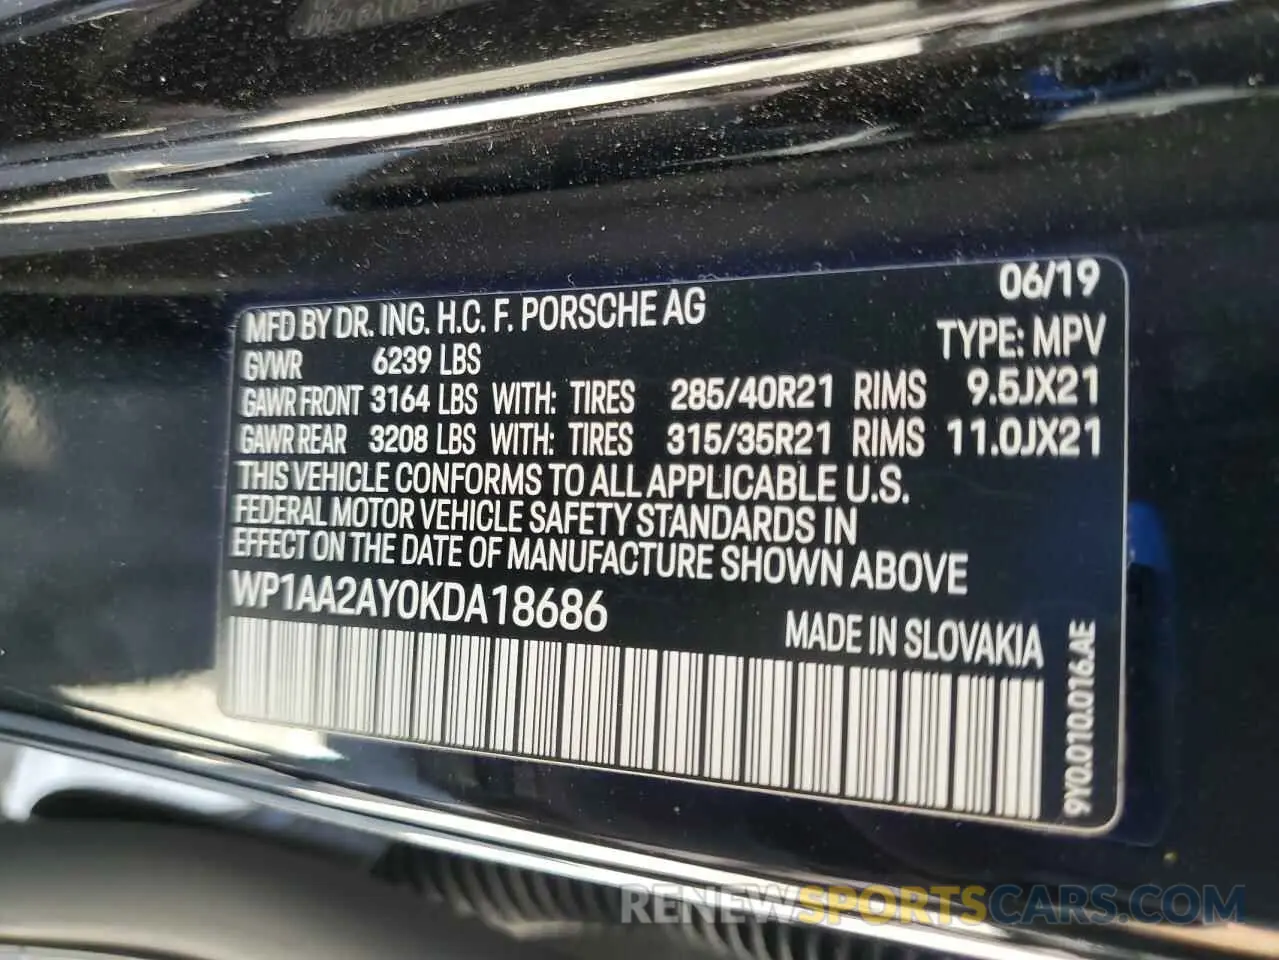 06/19
MFD BY DR. ING. H.C. F. PORSCHE AG
TYPE: MPV
GVWR 6239 LBS
GAWR FRONT 3164 LBS WITH: TIRES 285/40R21 RIMS 9.5JX21
GAWR REAR 3208 LBS WITH: TIRES 315/35R21 RIMS 11.0JX21
THIS VEHICLE CONFORMS TO ALL APPLICABLE U.S.
FEDERAL MOTOR VEHICLE SAFETY STANDARDS IN
EFFECT ON THE DATE OF MANUFACTURE SHOWN ABOVE
WP1AA2AY0KDA18686
MADE IN SLOVAKIA
9Y0.010.016.AE
RENEWSPORTSCARS.COM